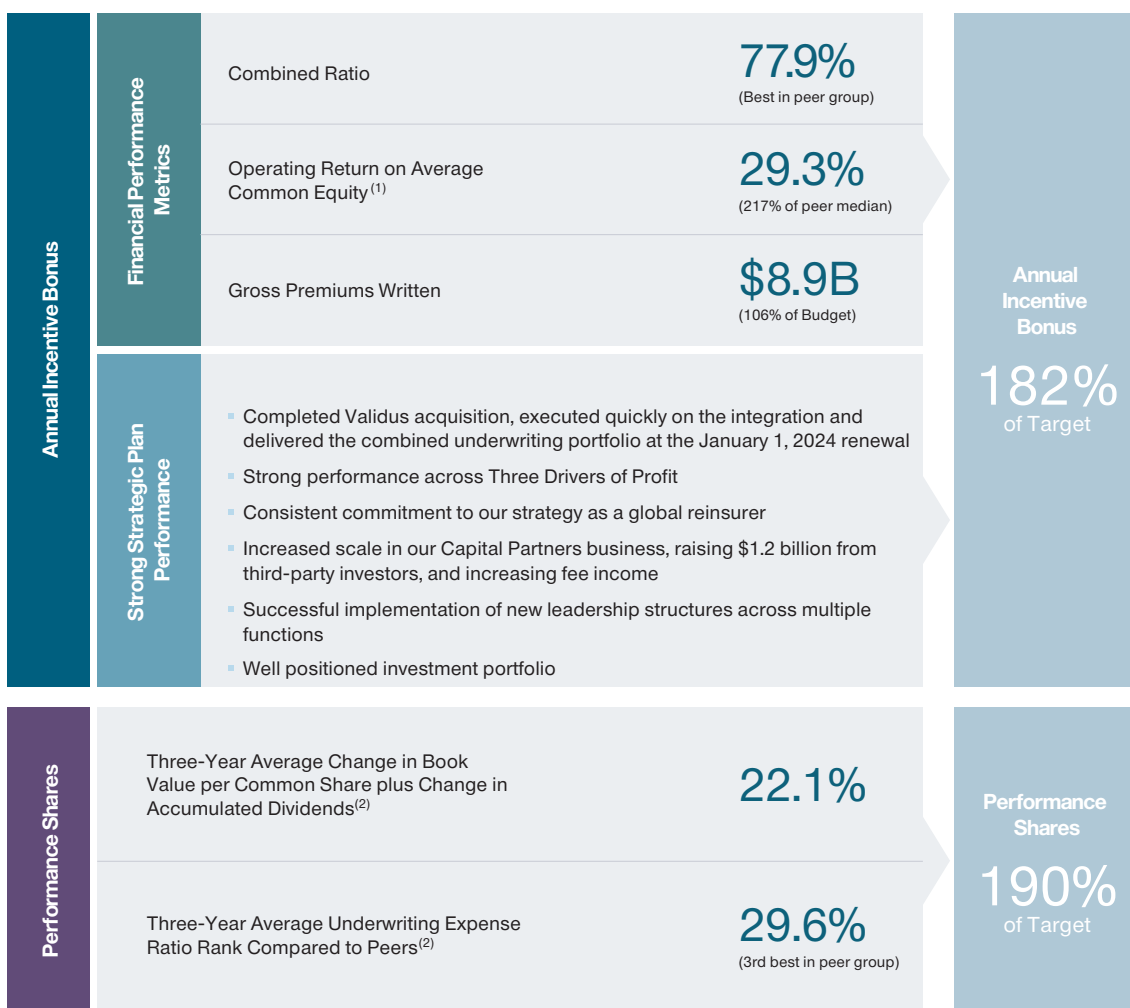 Annual Incentive Bonus
Financial Performance
Metrics
Combined Ratio
77.9%
(Best in peer group)
Operating Return on Average
Common Equity(1)
29.3%
(217% of peer median)
Gross Premiums Written
$8.9B
(106% of Budget)
Strong Strategic Plan
Performance
Completed Validus acquisition, executed quickly on the integration and
delivered the combined underwriting portfolio at the January 1, 2024 renewal
Strong performance across Three Drivers of Profit
Consistent commitment to our strategy as a global reinsurer
Increased scale in our Capital Partners business, raising $1.2 billion from
third-party investors, and increasing fee income
Successful implementation of new leadership structures across multiple
functions
Well positioned investment portfolio
Annual
Incentive
Bonus
182%
of Target
Performance Shares
Three-Year Average Change in Book
Value per Common Share plus Change in
Accumulated Dividends(2)
22.1%
Three-Year Average Underwriting Expense
Ratio Rank Compared to Peers(2)
29.6%
(3rd best in peer group)
Performance
Shares
190%
of Target